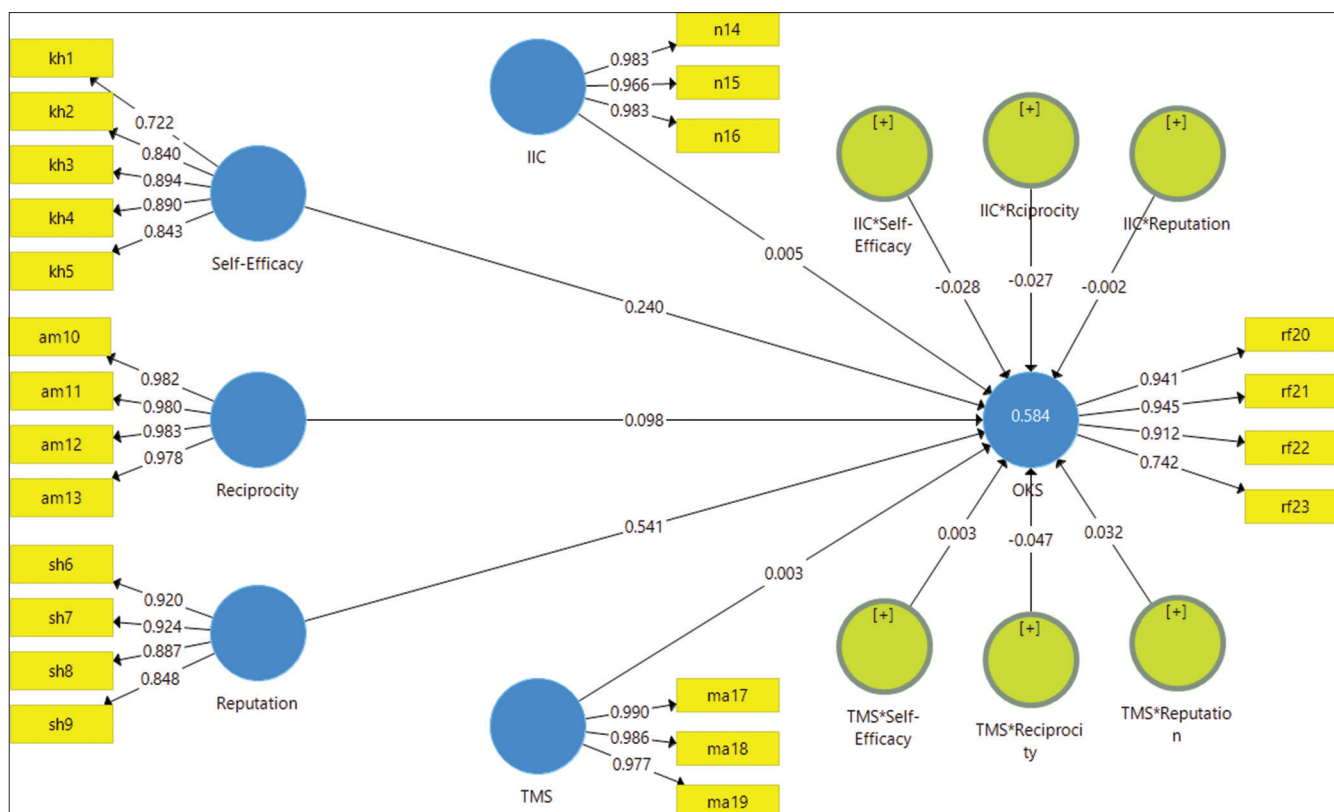 kh1
kh2
kh3
kh4
kh5
0.722
0.840
0.894
0.890
0.843
Self-Efficacy
am10
am11
am12
am13
0.982
0.980
0.983
0.978
Reciprocity
sh6
sh7
sh8
sh9
0.920
0.924
0.887
0.848
Reputation
n14
n15
n16
0.983
0.966
0.983
IIC
0.005
0.240
0.098
0.541
0.003
ma17
ma18
ma19
0.990
0.986
0.977
TMS
[+]
IIC*Self-
Efficacy
-0.028
[+]
IIC*Rciprocity
-0.027
[+]
IIC*Reputation
-0.002
0.584
OKS
0.941
0.945
0.912
0.742
rf20
rf21
rf22
rf23
0.003
-0.047
0.032
[+]
TMS*Self-
Efficacy
[+]
TMS*Reciproci
ty
[+]
TMS*Reputatio
n